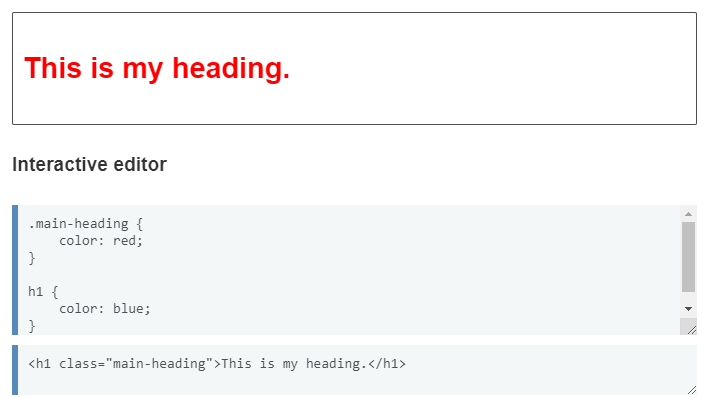 This is my heading.
Interactive editor
.main-heading {
    color: red;
}

h1 {
    color: blue;
}
<h1 class="main-heading">This is my heading.</h1>